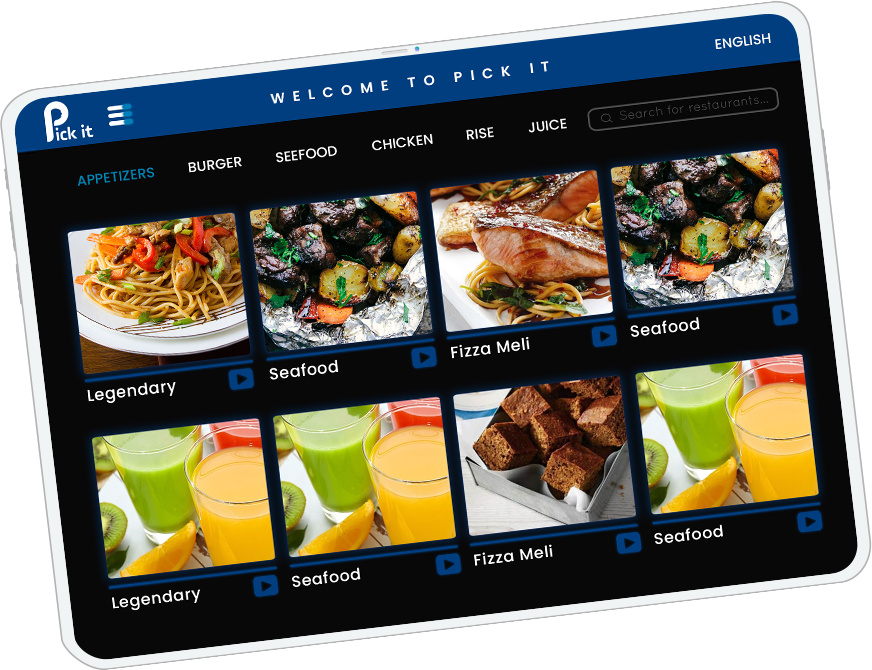 Pick it
WELCOME TO PICK IT
ENGLISH
APPETIZERS BURGER SEEFOOD CHICKEN RISE JUICE Search for restaurants...
Legendary Seafood Fizza Meli Seafood
Legendary Seafood Fizza Meli Seafood